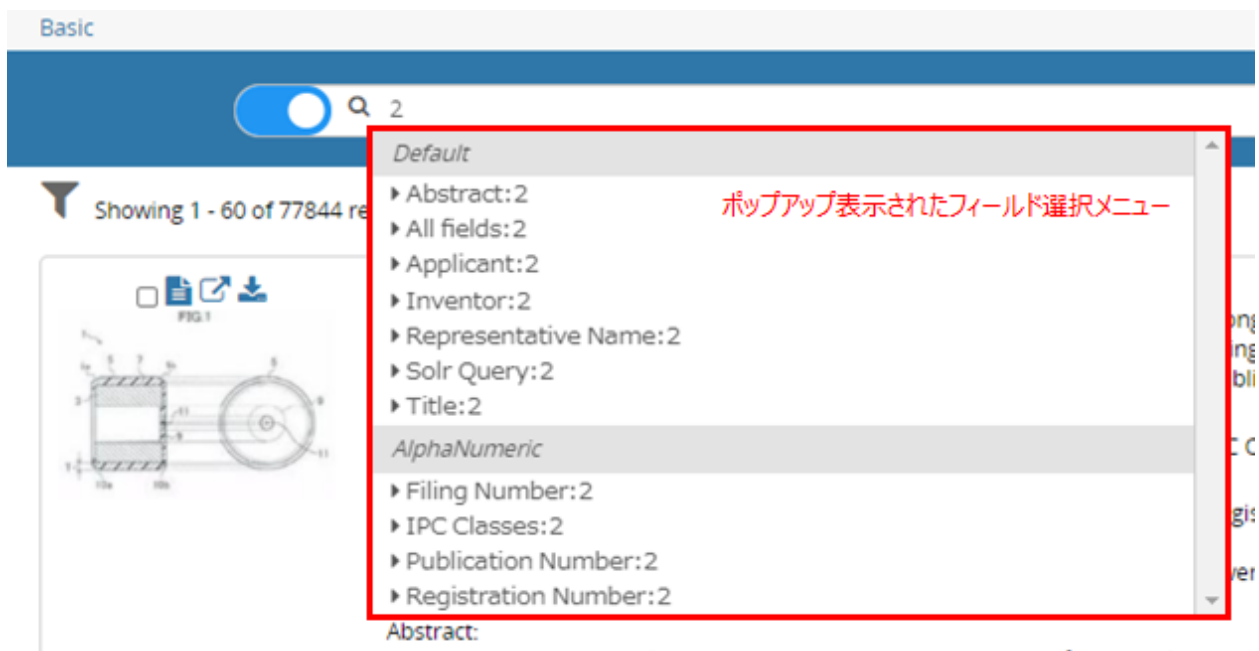 Basic
2
Default
Abstract:2
ポップアップ表示されたフィールド選択メニュー
Showing 1 - 60 of 77844 re
All fields:2
Applicant:2
FIG.1
Inventor:2
Representative Name:2
Solr Query:2
Title:2
AlphaNumeric
Filing Number:2
IPC Classes:2
Publication Number:2
Registration Number:2
Abstract: